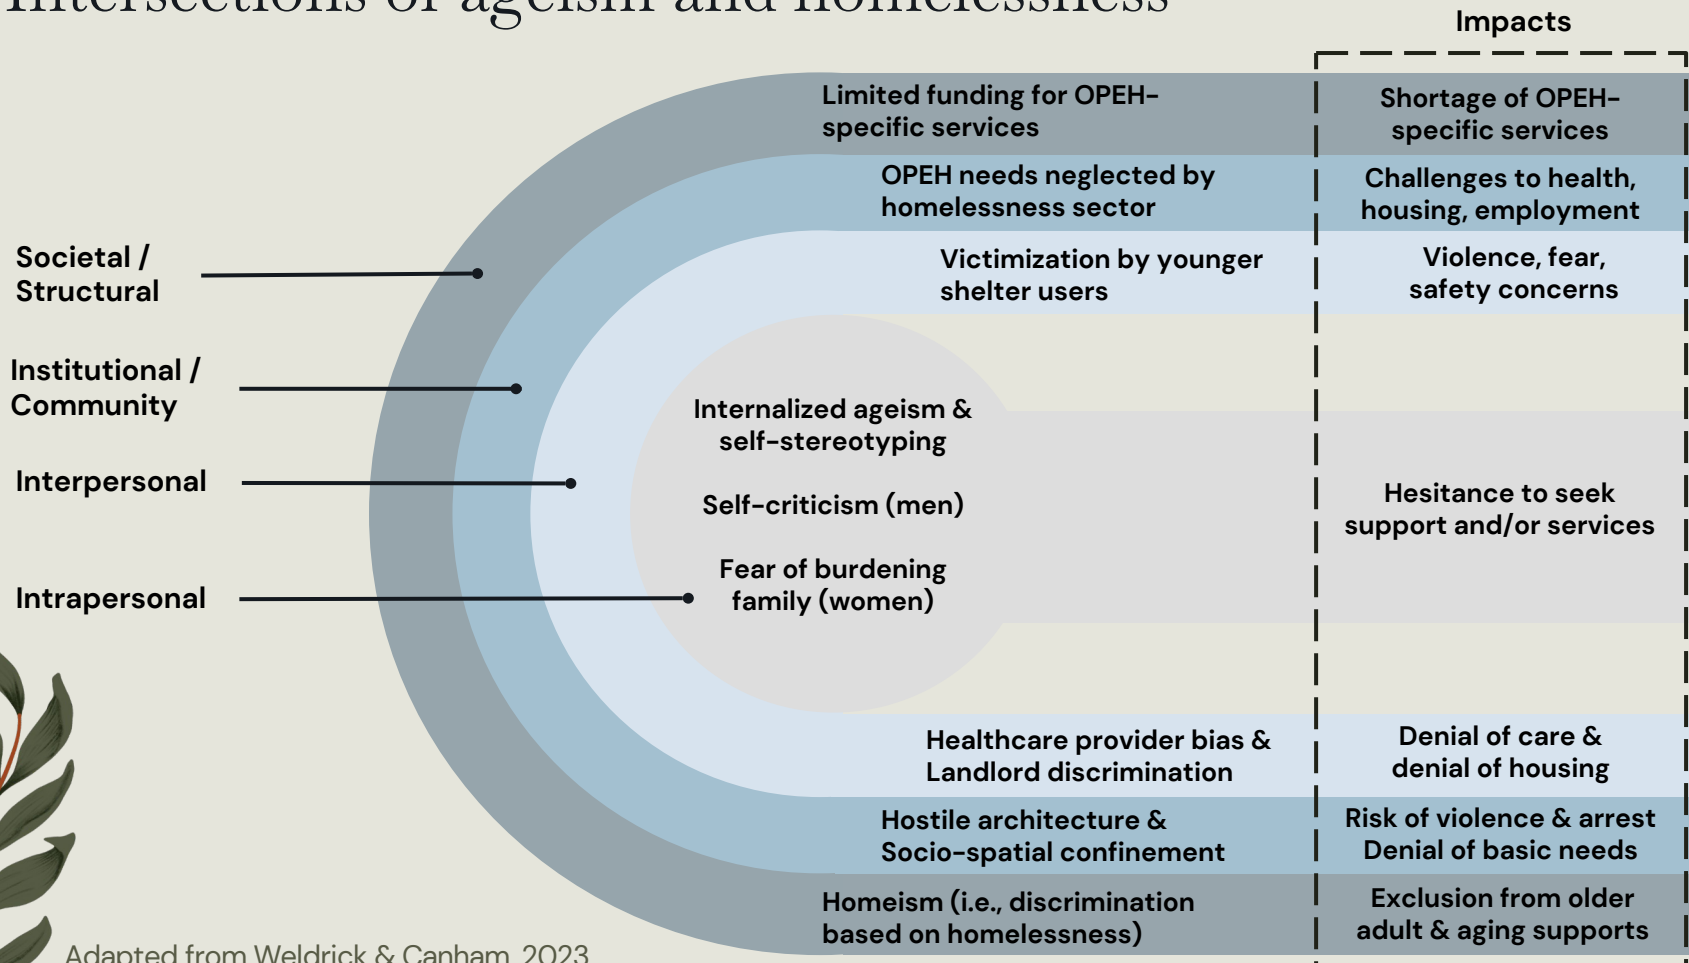 Intersections of ageism and homelessness
Impacts
Limited funding for OPEH-
specific services
Shortage of OPEH-
specific services
OPEH needs neglected by
homelessness sector
Challenges to health,
housing, employment
Victimization by younger
shelter users
Violence, fear,
safety concerns
Societal /
Structural
Institutional /
Community
Interpersonal
Intrapersonal
Internalized ageism &
self-stereotyping
Self-criticism (men)
Fear of burdening
family (women)
Hesitance to seek
support and/or services
Healthcare provider bias &
Landlord discrimination
Denial of care &
denial of housing
Hostile architecture &
Socio-spatial confinement
Risk of violence & arrest
Denial of basic needs
Homeism (i.e., discrimination
based on homelessness)
Exclusion from older
adult & aging supports
Adapted from Weldrick & Canham, 2023